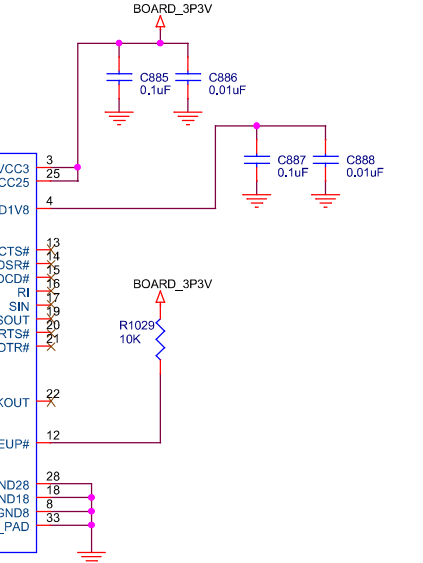 BOARD_3P3V
C885
0.1uF
C886
0.01uF
C887
0.1uF
C888
0.01uF
VCC3
3
CC25
25
D1V8
4
CTS#
13
DSR#
14
DCD#
15
RI
16
SIN
17
SOUT
19
RTS#
20
DTR#
21
BOARD_3P3V
R1029
10K
KOUT
22
EUP#
12
ND28
28
ND18
18
GND8
8
_PAD
33